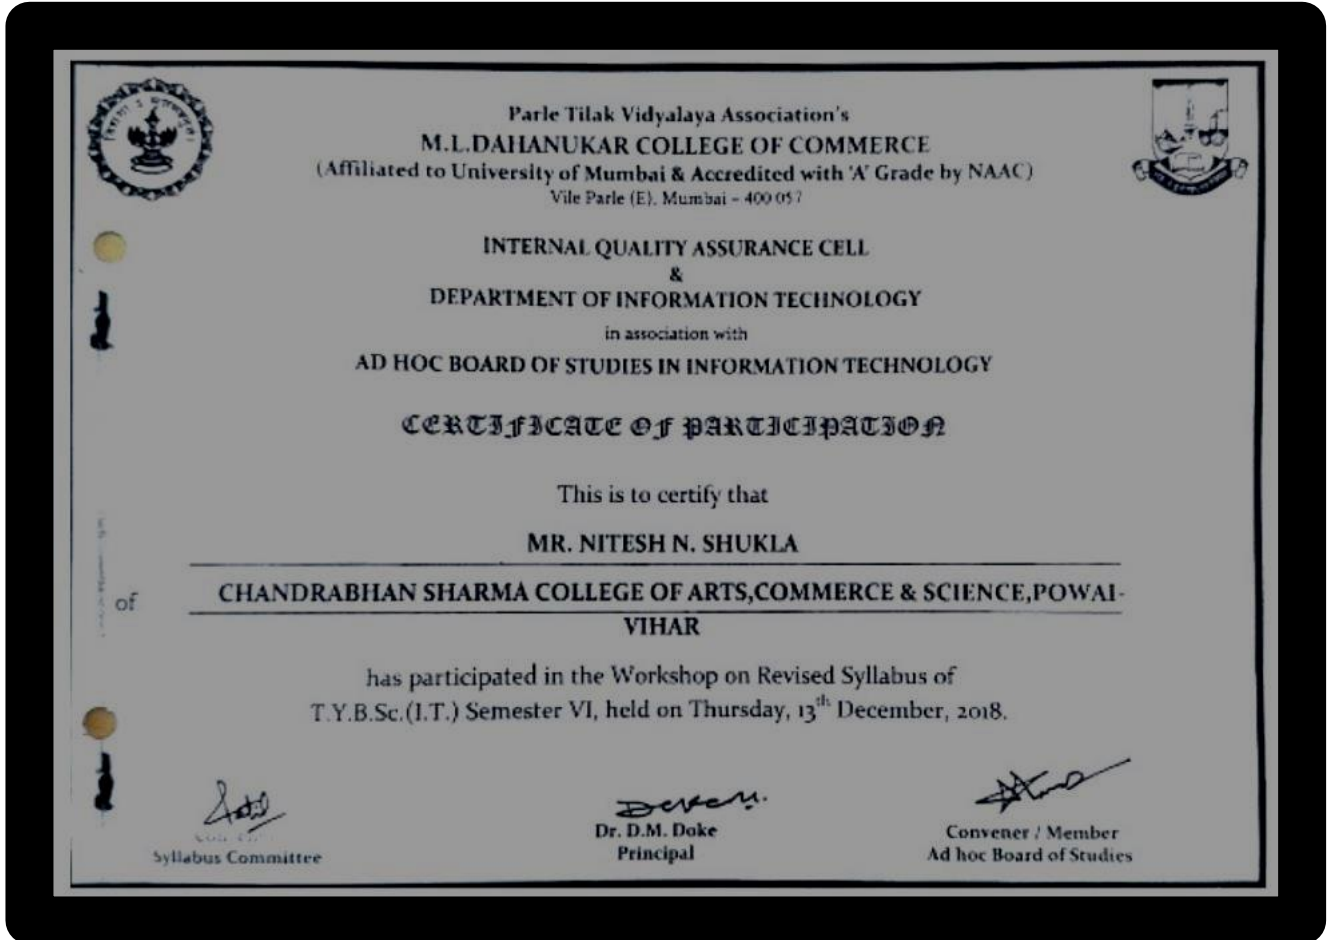 Parle Tilak Vidyalaya Association's
M.L.DAHANUKAR COLLEGE OF COMMERCE
(Affiliated to University of Mumbai & Accredited with 'A' Grade by NAAC)
Vile Parle (E), Mumbai – 400 057
INTERNAL QUALITY ASSURANCE CELL
&
DEPARTMENT OF INFORMATION TECHNOLOGY
in association with
AD HOC BOARD OF STUDIES IN INFORMATION TECHNOLOGY
CERTIFICATE OF PARTICIPATION
This is to certify that
MR. NITESH N. SHUKLA
of CHANDRABHAN SHARMA COLLEGE OF ARTS,COMMERCE & SCIENCE,POWAI-
VIHAR
has participated in the Workshop on Revised Syllabus of
T.Y.B.Sc.(I.T.) Semester VI, held on Thursday, 13th December, 2018.
Syllabus Committee
Dr. D.M. Doke
Principal
Convener / Member
Ad hoc Board of Studies